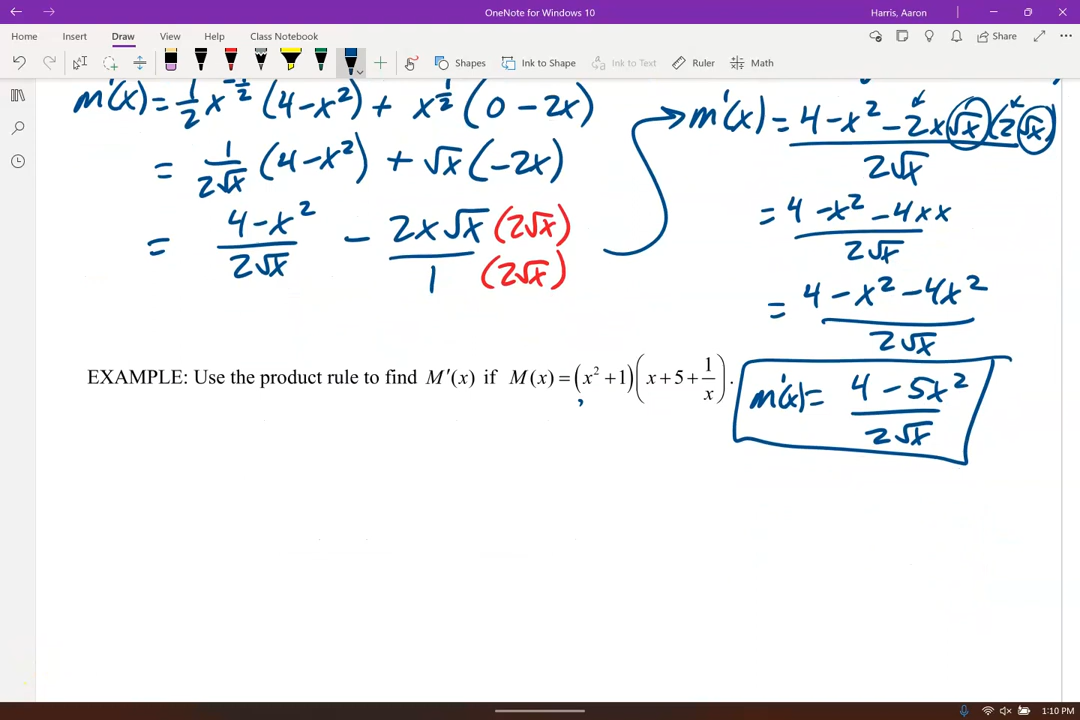 OneNote for Windows 10
Harris, Aaron
Home Insert Draw View Help Class Notebook
Share
Shapes Ink to Shape Ink to Text Ruler Math
m'(x) = 1/2 x^(-1/2) (4-x²) + x^(1/2) (0-2x)
= 1/(2√x) (4-x²) + √x (-2x)
= (4-x²)/(2√x) - (2x√x (2√x))/(1 (2√x))
m'(x) = (4-x²-2x√x (2√x))/(2√x)
= (4-x²-4xx)/(2√x)
= (4-x²-4x²)/(2√x)
m'(x) = (4-5x²)/(2√x)
EXAMPLE: Use the product rule to find M′(x) if M(x) = (x² + 1)(x + 5 + 1/x).
1:10 PM